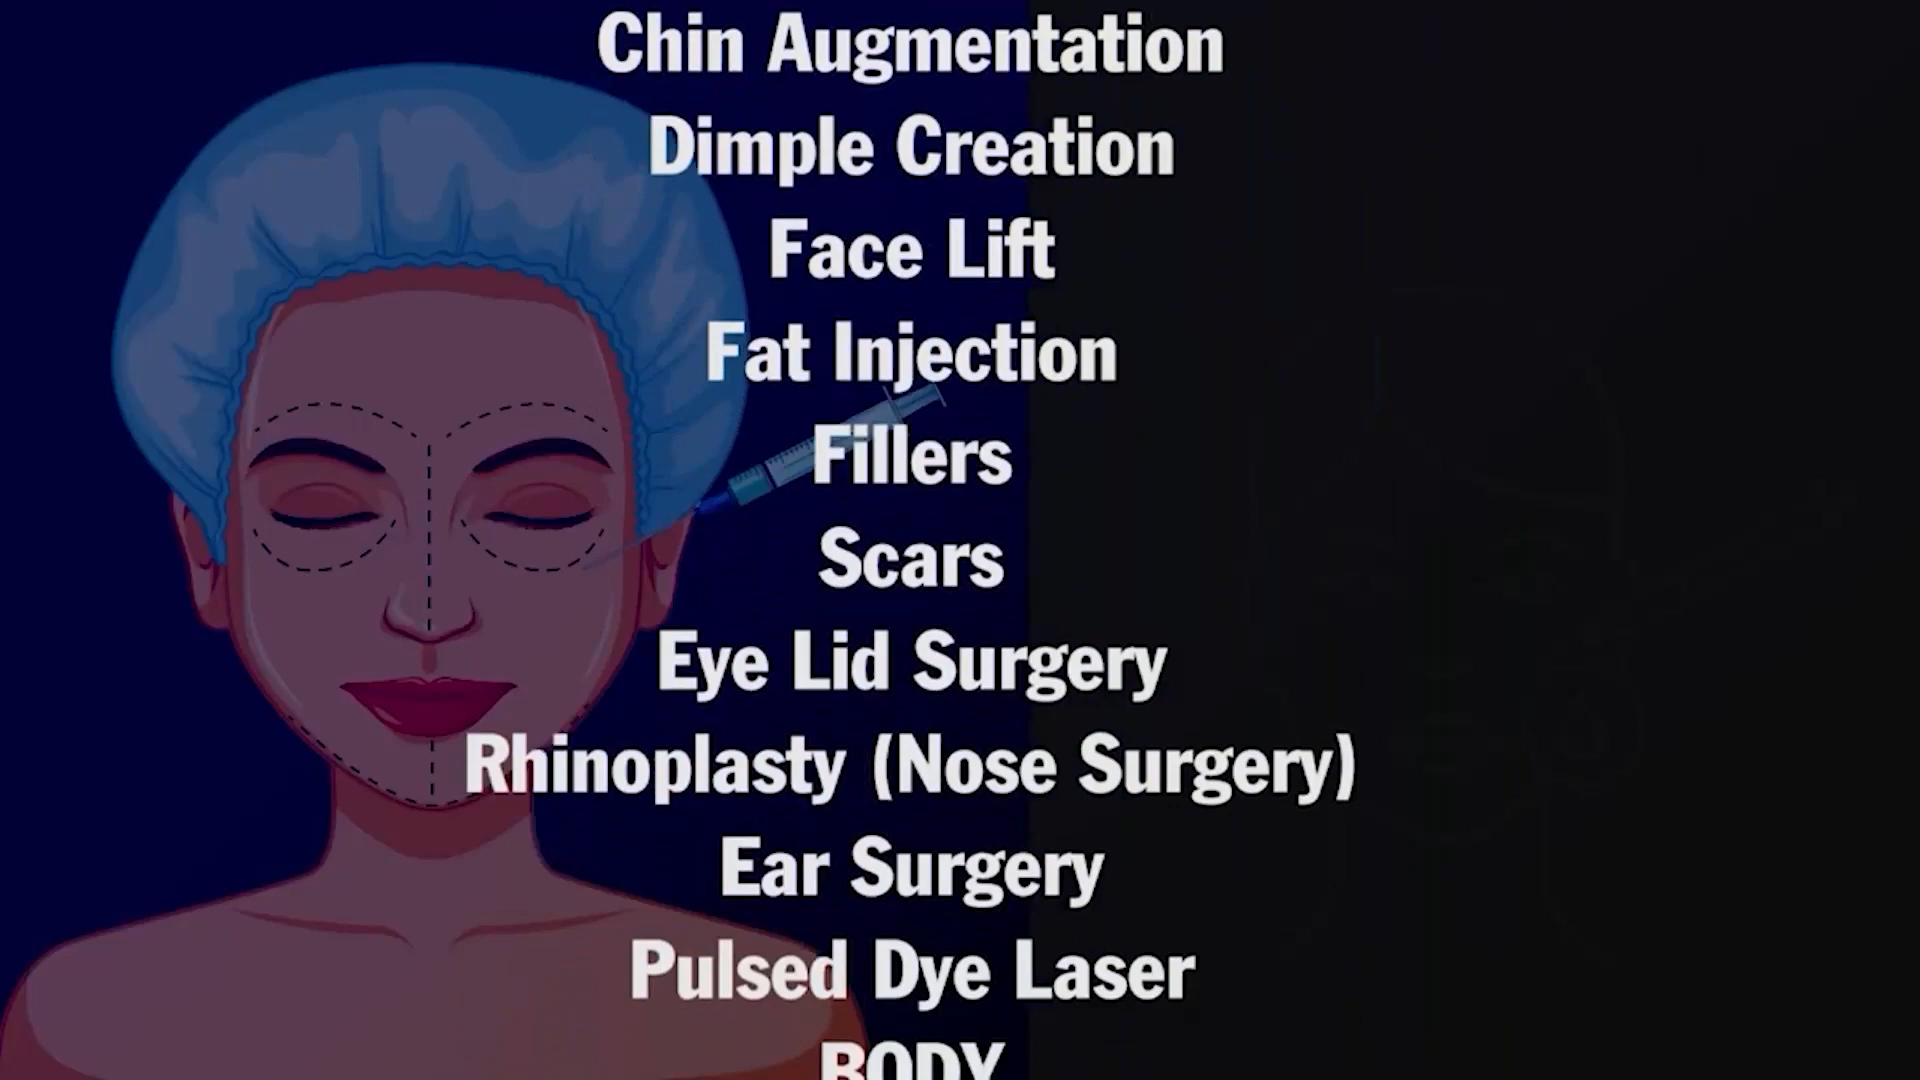 Chin Augmentation
Dimple Creation
Face Lift
Fat Injection
Fillers
Scars
Eye Lid Surgery
Rhinoplasty (Nose Surgery)
Ear Surgery
Pulsed Dye Laser
BODY